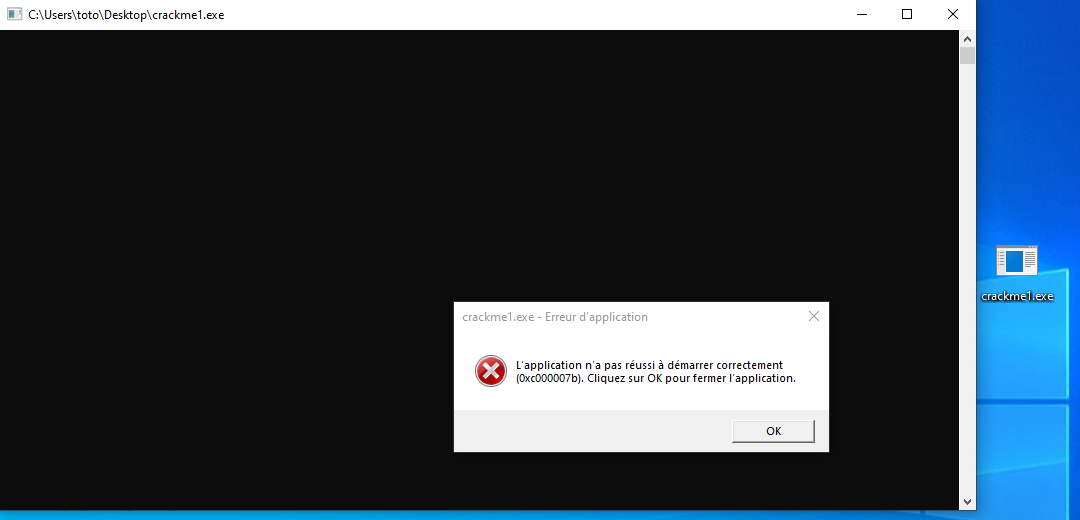 C:\Users\toto\Desktop\crackme1.exe
crackme1.exe
crackme1.exe - Erreur d'application
L'application n'a pas réussi à démarrer correctement
(0xc000007b). Cliquez sur OK pour fermer l'application.
OK